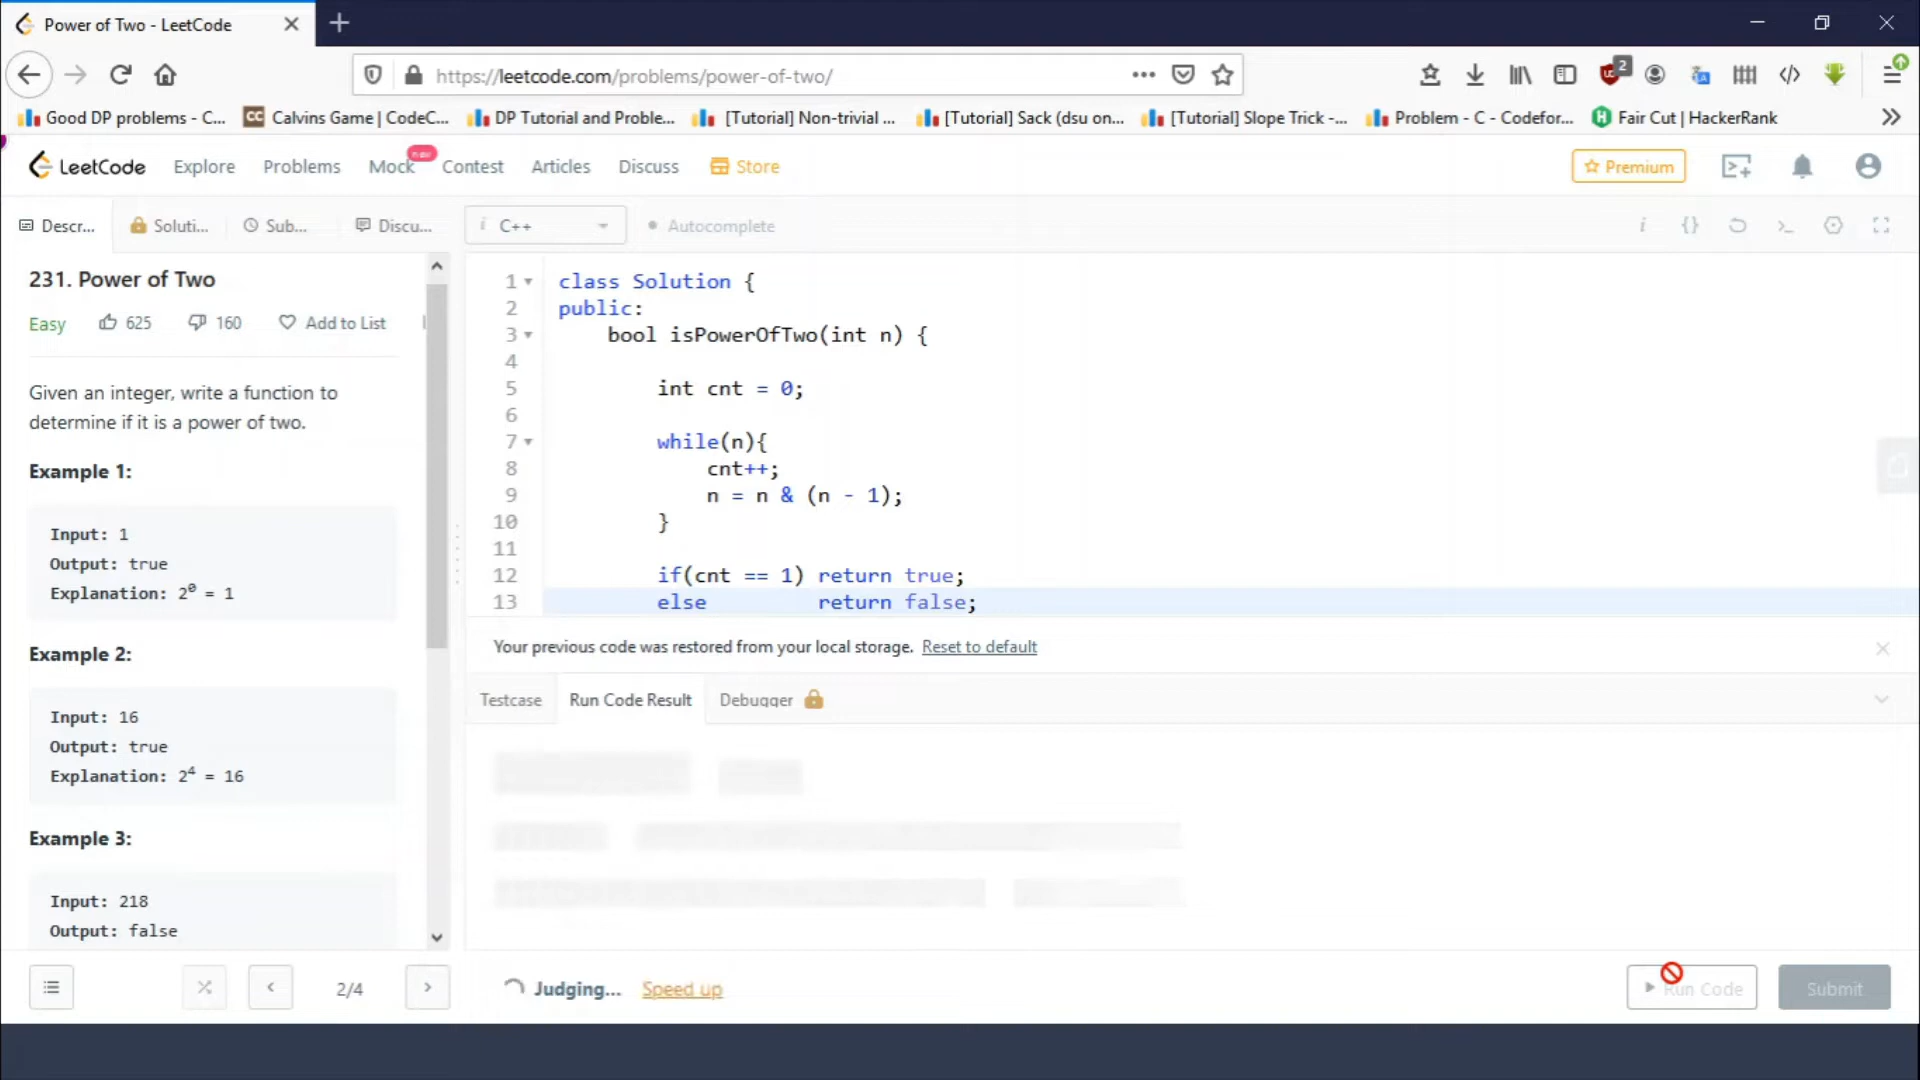 Power of Two - LeetCode
https://leetcode.com/problems/power-of-two/
2
Good DP problems - C...
CC Calvins Game | CodeC...
DP Tutorial and Proble...
[Tutorial] Non-trivial ...
[Tutorial] Sack (dsu on...
[Tutorial] Slope Trick -...
Problem - C - Codefor...
H Fair Cut | HackerRank
LeetCode Explore Problems Mock new Contest Articles Discuss Store Premium
Descr... Soluti... Sub... Discu... i C++ Autocomplete i {} >_
231. Power of Two
Easy 625 160 Add to List
Given an integer, write a function to
determine if it is a power of two.
Example 1:
Input: 1
Output: true
Explanation: 2⁰ = 1
Example 2:
Input: 16
Output: true
Explanation: 2⁴ = 16
Example 3:
Input: 218
Output: false
1 class Solution {
2 public:
3 bool isPowerOfTwo(int n) {
4
5 int cnt = 0;
6
7 while(n){
8 cnt++;
9 n = n & (n - 1);
10 }
11
12 if(cnt == 1) return true;
13 else return false;
Your previous code was restored from your local storage. Reset to default
Testcase Run Code Result Debugger
2/4 Judging... Speed up Run Code Submit